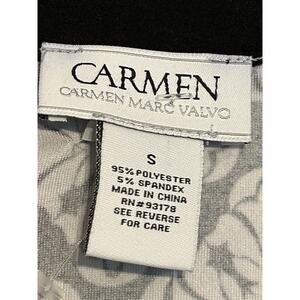 CARMEN
CARMEN MARC VALVO
S
95% POLYESTER
5% SPANDEX
MADE IN CHINA
RN#93178
SEE REVERSE
FOR CARE